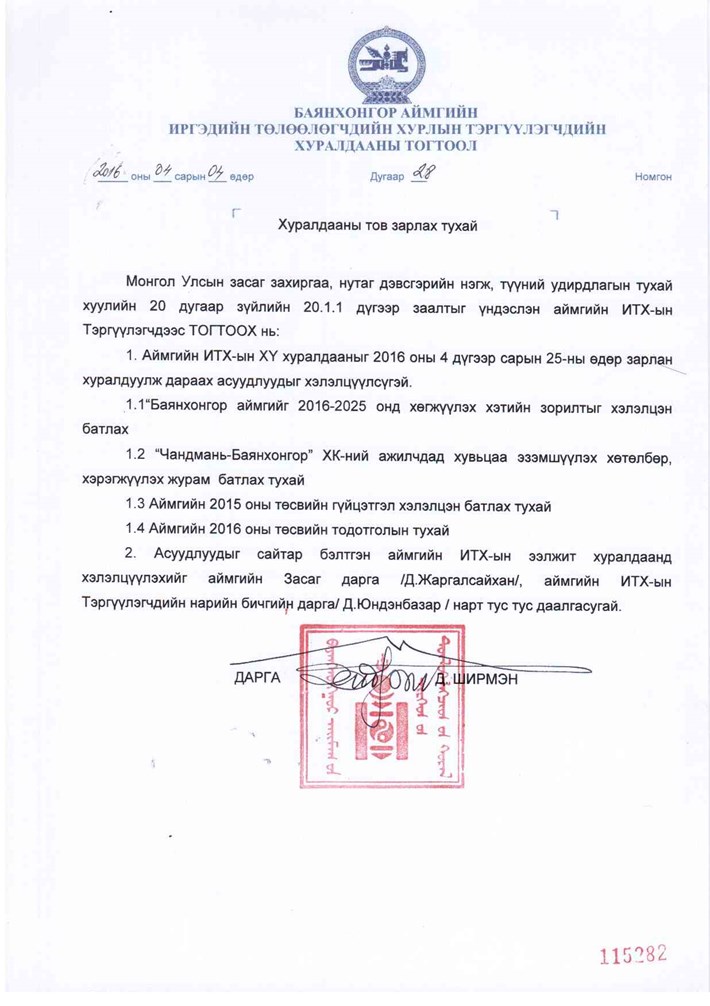 БАЯНХОНГОР АЙМГИЙН
ИРГЭДИЙН ТӨЛӨӨЛӨГЧДИЙН ХУРЛЫН ТЭРГҮҮЛЭГЧДИЙН
ХУРАЛДААНЫ ТОГТООЛ
2016 оны 04 сарын 04 өдөр Дугаар 28 Номгон
Хуралдааны тов зарлах тухай
Монгол Улсын засаг захиргаа, нутаг дэвсгэрийн нэгж, түүний удирдлагын тухай
хуулийн 20 дугаар зүйлийн 20.1.1 дүгээр заалтыг үндэслэн аймгийн ИТХ-ын
Тэргүүлэгчдээс ТОГТООХ нь:
1. Аймгийн ИТХ-ын ХҮ хуралдааныг 2016 оны 4 дүгээр сарын 25-ны өдөр зарлан
хуралдуулж дараах асуудлуудыг хэлэлцүүлсүгэй.
1.1“Баянхонгор аймгийг 2016-2025 онд хөгжүүлэх хэтийн зорилтыг хэлэлцэн
батлах
1.2 “Чандмань-Баянхонгор” ХК-ний ажилчдад хувьцаа эзэмшүүлэх хөтөлбөр,
хэрэгжүүлэх журам батлах тухай
1.3 Аймгийн 2015 оны төсвийн гүйцэтгэл хэлэлцэн батлах тухай
1.4 Аймгийн 2016 оны төсвийн тодотголын тухай
2. Асуудлуудыг сайтар бэлтгэн аймгийн ИТХ-ын ээлжит хуралдаанд
хэлэлцүүлэхийг аймгийн Засаг дарга /Д.Жаргалсайхан/, аймгийн ИТХ-ын
Тэргүүлэгчдийн нарийн бичгийн дарга/ Д.Юндэнбазар / нарт тус тус даалгасугай.
ДАРГА Д. ШИРМЭН
115282